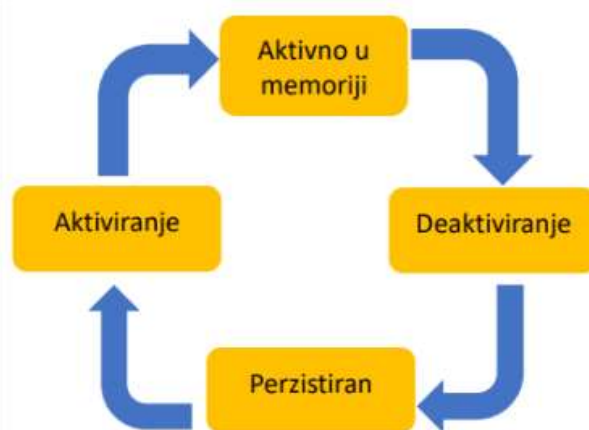 Aktivno u
memoriji
Aktiviranje
Deaktiviranje
Perzistiran